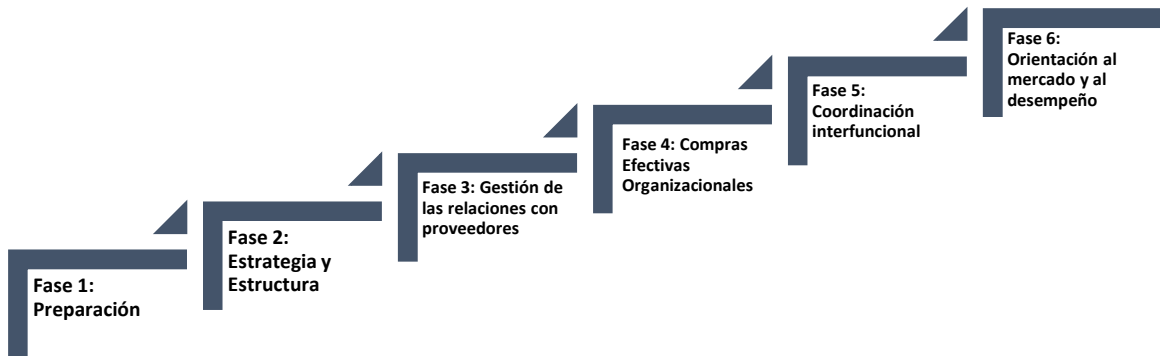 Fase 1:
Preparación
Fase 2:
Estrategia y
Estructura
Fase 3: Gestión de
las relaciones con
proveedores
Fase 4: Compras
Efectivas
Organizacionales
Fase 5:
Coordinación
interfuncional
Fase 6:
Orientación al
mercado y al
desempeño